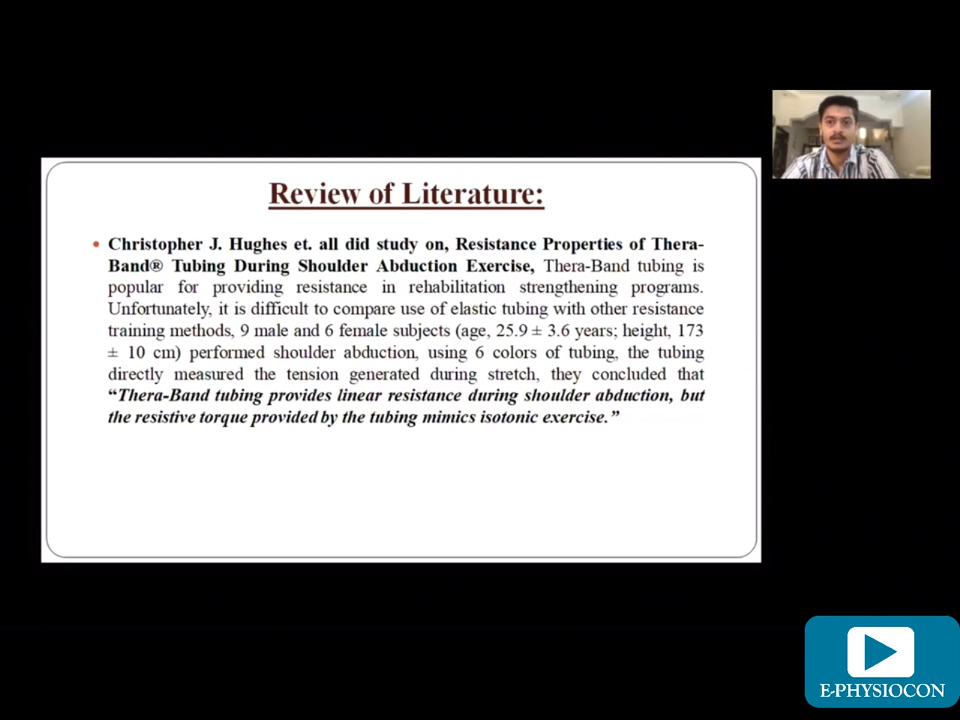 Review of Literature:
• Christopher J. Hughes et. all did study on, Resistance Properties of Thera-
Band® Tubing During Shoulder Abduction Exercise, Thera-Band tubing is
popular for providing resistance in rehabilitation strengthening programs.
Unfortunately, it is difficult to compare use of elastic tubing with other resistance
training methods, 9 male and 6 female subjects (age, 25.9 ± 3.6 years; height, 173
± 10 cm) performed shoulder abduction, using 6 colors of tubing, the tubing
directly measured the tension generated during stretch, they concluded that
“Thera-Band tubing provides linear resistance during shoulder abduction, but
the resistive torque provided by the tubing mimics isotonic exercise.”
E-PHYSIOCON